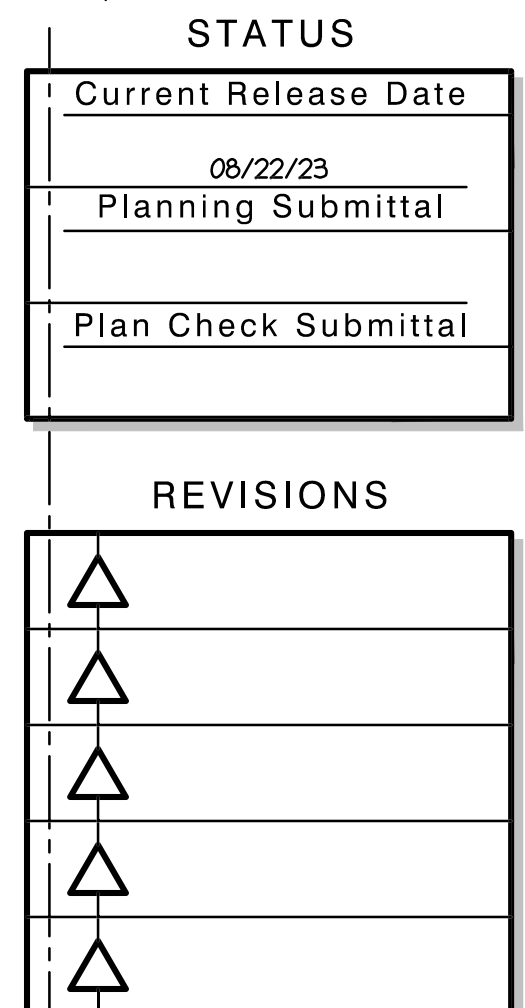 STATUS
Current Release Date
08/22/23
Planning Submittal
Plan Check Submittal
REVISIONS